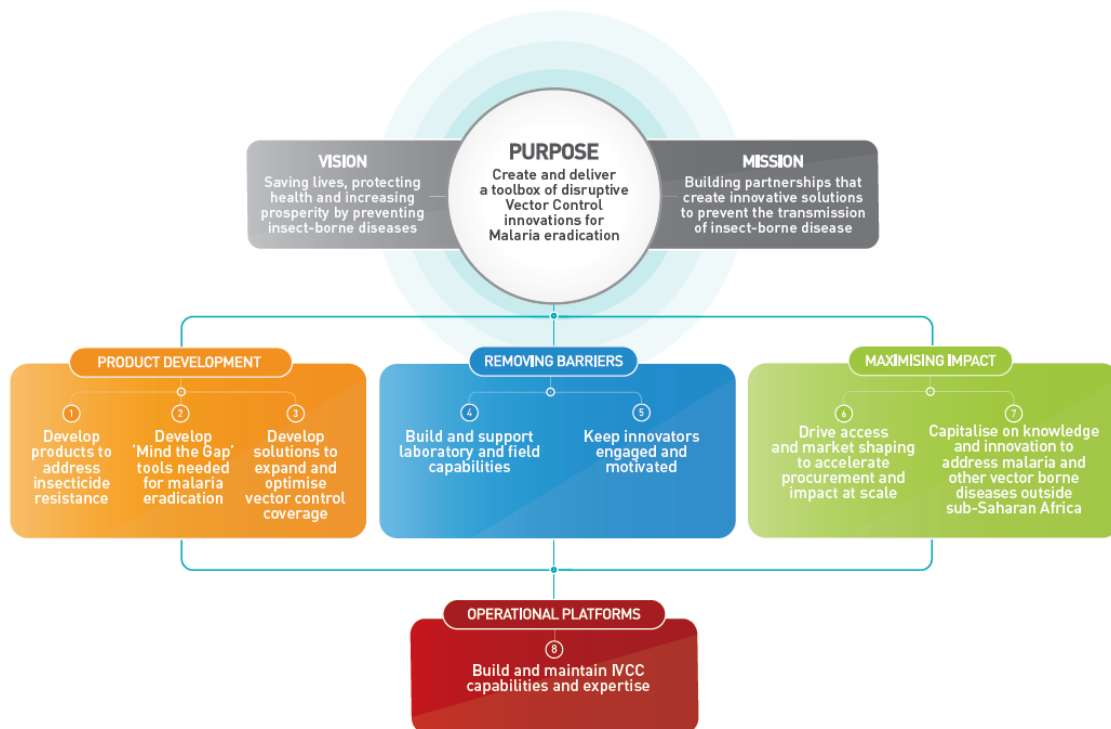 VISION
Saving lives, protecting
health and increasing
prosperity by preventing
insect-borne diseases
PURPOSE
Create and deliver
a toolbox of disruptive
Vector Control
innovations for
Malaria eradication
MISSION
Building partnerships that
create innovative solutions
to prevent the transmission
of insect-borne disease
PRODUCT DEVELOPMENT
1
Develop
products to
address
insecticide
resistance
2
Develop
'Mind the Gap'
tools needed
for malaria
eradication
3
Develop
solutions to
expand and
optimise
vector control
coverage
REMOVING BARRIERS
4
Build and support
laboratory and field
capabilities
5
Keep innovators
engaged and
motivated
MAXIMISING IMPACT
6
Drive access
and market shaping
to accelerate
procurement and
impact at scale
7
Capitalise on knowledge
and innovation to
address malaria and
other vector borne
diseases outside
sub-Saharan Africa
OPERATIONAL PLATFORMS
8
Build and maintain IVCC
capabilities and expertise